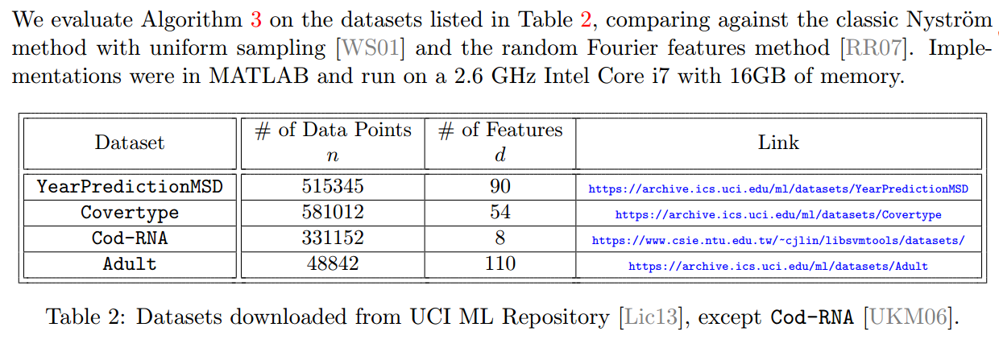 We evaluate Algorithm 3 on the datasets listed in Table 2, comparing against the classic Nyström
method with uniform sampling [WS01] and the random Fourier features method [RR07]. Imple-
mentations were in MATLAB and run on a 2.6 GHz Intel Core i7 with 16GB of memory.
Dataset # of Data Points n # of Features d Link
YearPredictionMSD 515345 90 https://archive.ics.uci.edu/ml/datasets/YearPredictionMSD
Covertype 581012 54 https://archive.ics.uci.edu/ml/datasets/Covertype
Cod-RNA 331152 8 https://www.csie.ntu.edu.tw/~cjlin/libsvmtools/datasets/
Adult 48842 110 https://archive.ics.uci.edu/ml/datasets/Adult
Table 2: Datasets downloaded from UCI ML Repository [Lic13], except Cod-RNA [UKM06].